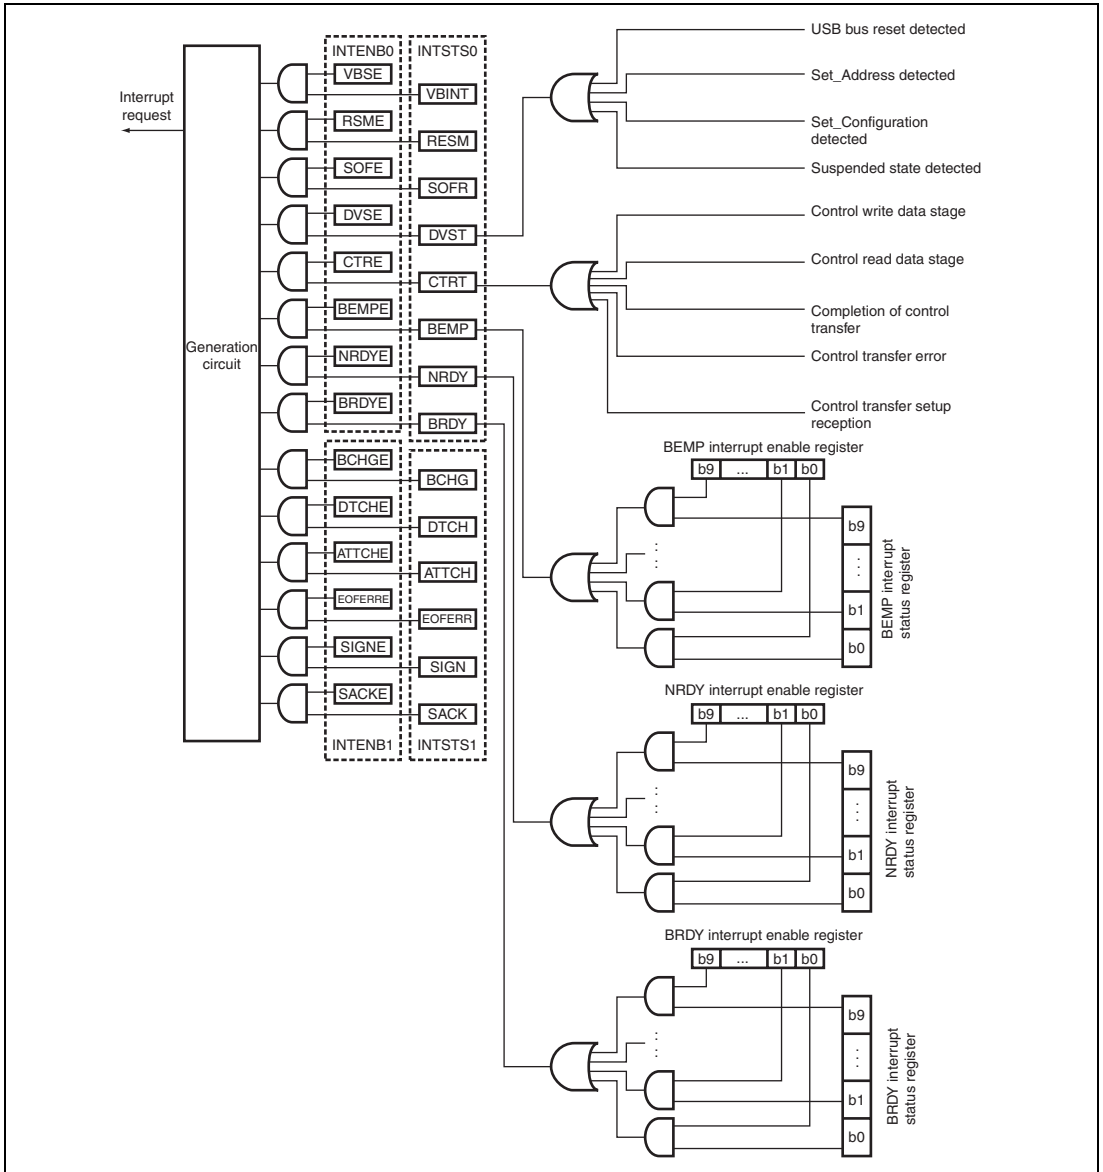 Interrupt
request
Generation
circuit
INTENB0
VBSE
RSME
SOFE
DVSE
CTRE
BEMPE
NRDYE
BRDYE
BCHGE
DTCHE
ATTCHE
EOFERRE
SIGNE
SACKE
INTENB1
INTSTS0
VBINT
RESM
SOFR
DVST
CTRT
BEMP
NRDY
BRDY
BCHG
DTCH
ATTCH
EOFERR
SIGN
SACK
INTSTS1
USB bus reset detected
Set_Address detected
Set_Configuration
detected
Suspended state detected
Control write data stage
Control read data stage
Completion of control
transfer
Control transfer error
Control transfer setup
reception
BEMP interrupt enable register
b9 ... b1 b0
b9
...
b1
b0
BEMP interrupt
status register
NRDY interrupt enable register
b9 ... b1 b0
b9
...
b1
b0
NRDY interrupt
status register
BRDY interrupt enable register
b9 ... b1 b0
b9
...
b1
b0
BRDY interrupt
status register